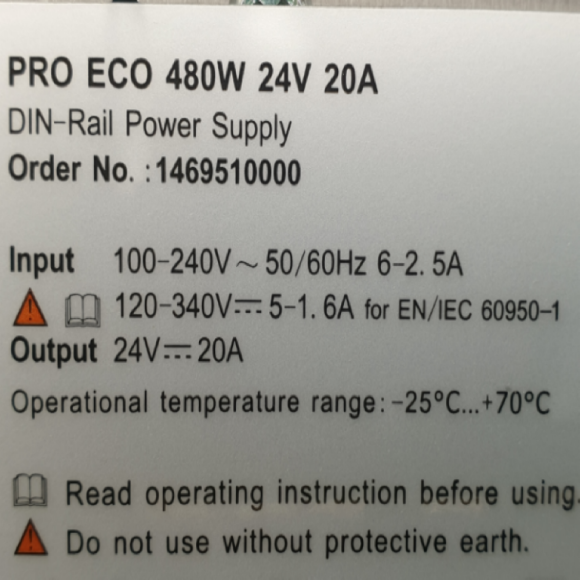 PRO ECO 480W 24V 20A
DIN-Rail Power Supply
Order No. :1469510000
Input 100-240V ~ 50/60Hz 6-2. 5A
120-340V⎓ 5-1. 6A for EN/IEC 60950-1
Output 24V⎓ 20A
Operational temperature range: -25°C...+70°C
Read operating instruction before using.
Do not use without protective earth.